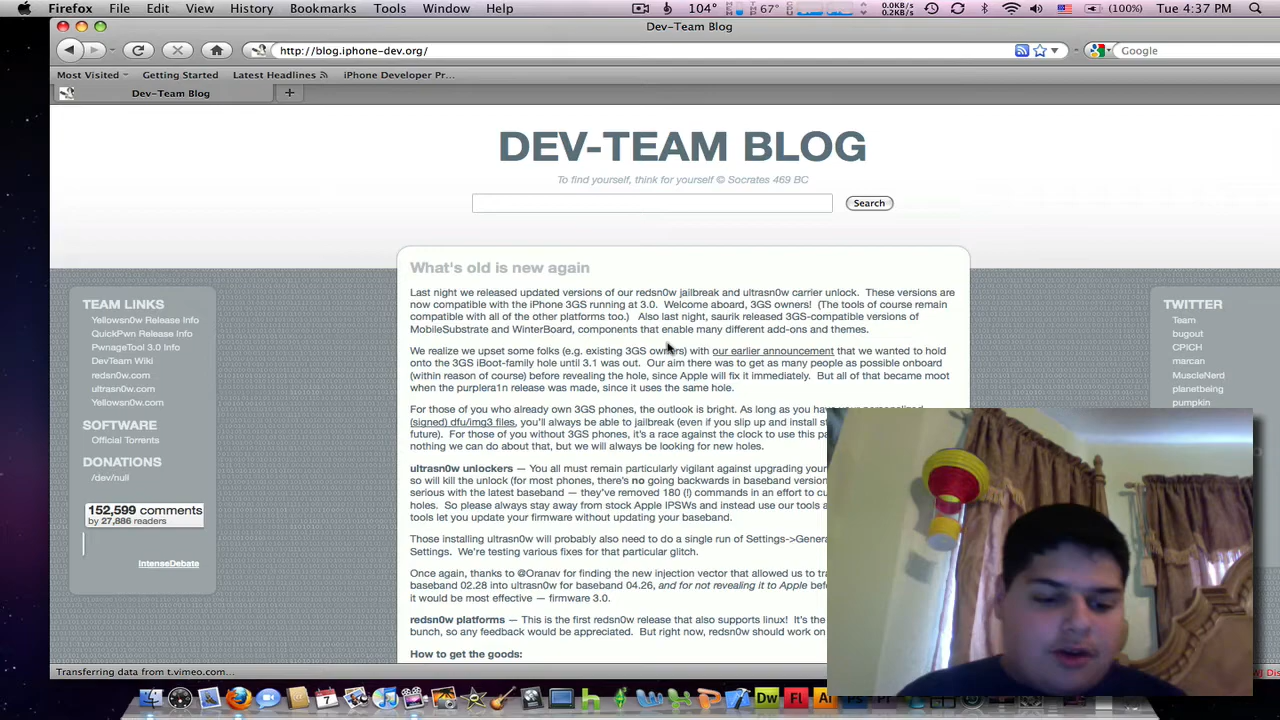 Firefox File Edit View History Bookmarks Tools Window Help 104° 67° 0.0KB/s 0.2KB/s (100%) Tue 4:37 PM
Dev-Team Blog
http://blog.iphone-dev.org/ Google
Most Visited Getting Started Latest Headlines iPhone Developer Pr...
Dev-Team Blog
DEV-TEAM BLOG
To find yourself, think for yourself © Socrates 469 BC
Search
TEAM LINKS
Yellowsn0w Release Info
QuickPwn Release Info
PwnageTool 3.0 Info
DevTeam Wiki
redsn0w.com
ultrasn0w.com
Yellowsn0w.com
SOFTWARE
Official Torrents
DONATIONS
/dev/null
152,599 comments
by 27,886 readers
IntenseDebate
What's old is new again
Last night we released updated versions of our redsn0w jailbreak and ultrasn0w carrier unlock. These versions are
now compatible with the iPhone 3GS running at 3.0. Welcome aboard, 3GS owners! (The tools of course remain
compatible with all of the other platforms too.) Also last night, saurik released 3GS-compatible versions of
MobileSubstrate and WinterBoard, components that enable many different add-ons and themes.
We realize we upset some folks (e.g. existing 3GS owners) with our earlier announcement that we wanted to hold
onto the 3GS iBoot-family hole until 3.1 was out. Our aim there was to get as many people as possible onboard
(within reason of course) before revealing the hole, since Apple will fix it immediately. But all of that became moot
when the purplera1n release was made, since it uses the same hole.
For those of you who already own 3GS phones, the outlook is bright. As long as you have your personalized
(signed) dfu/img3 files, you'll always be able to jailbreak (even if you slip up and install
future). For those of you without 3GS phones, it's a race against the clock to use this
nothing we can do about that, but we will always be looking for new holes.
ultrasn0w unlockers — You all must remain particularly vigilant against upgrading your
so will kill the unlock (for most phones, there's no going backwards in baseband
serious with the latest baseband — they've removed 180 (!) commands in an effort to
holes. So please always stay away from stock Apple IPSWs and instead use our tools
tools let you update your firmware without updating your baseband.
Those installing ultrasn0w will probably also need to do a single run of
Settings. We're testing various fixes for that particular glitch.
Once again, thanks to @Oranav for finding the new injection vector that allowed us to
baseband 02.28 into ultrasn0w for baseband 04.26, and for not revealing it to Apple
it would be most effective — firmware 3.0.
redsn0w platforms — This is the first redsn0w release that also supports linux! It's the
bunch, so any feedback would be appreciated. But right now, redsn0w should work on
How to get the goods:
TWITTER
Team
bugout
CPICH
marcan
MuscleNerd
planetbeing
pumpkin
Transferring data from t.vimeo.com...
Dw Fl Ai Ps Pr